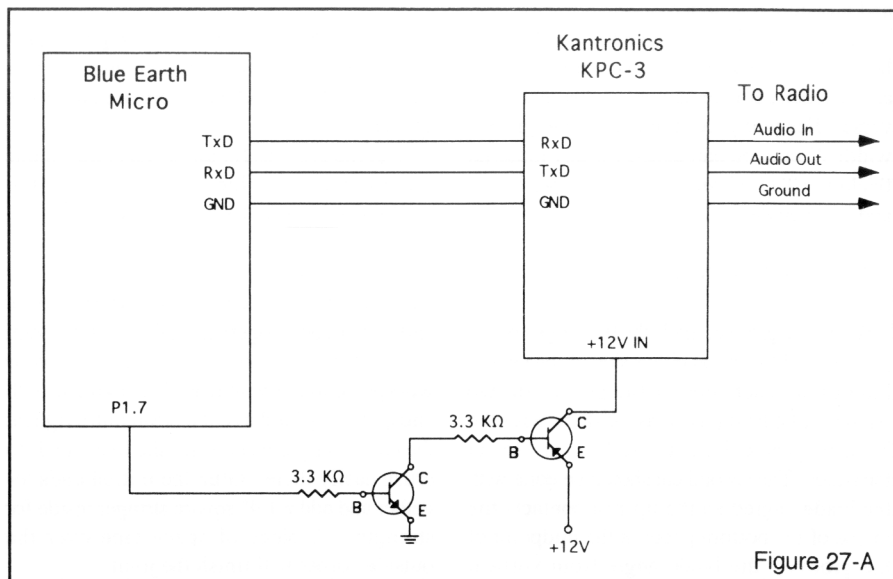 Blue Earth
Micro
Kantronics
KPC-3
To Radio
TxD
RxD
GND
RxD
TxD
GND
Audio In
Audio Out
Ground
+12V IN
P1.7
3.3 KΩ
B
C
E
3.3 KΩ
B
C
E
+12V
Figure 27-A